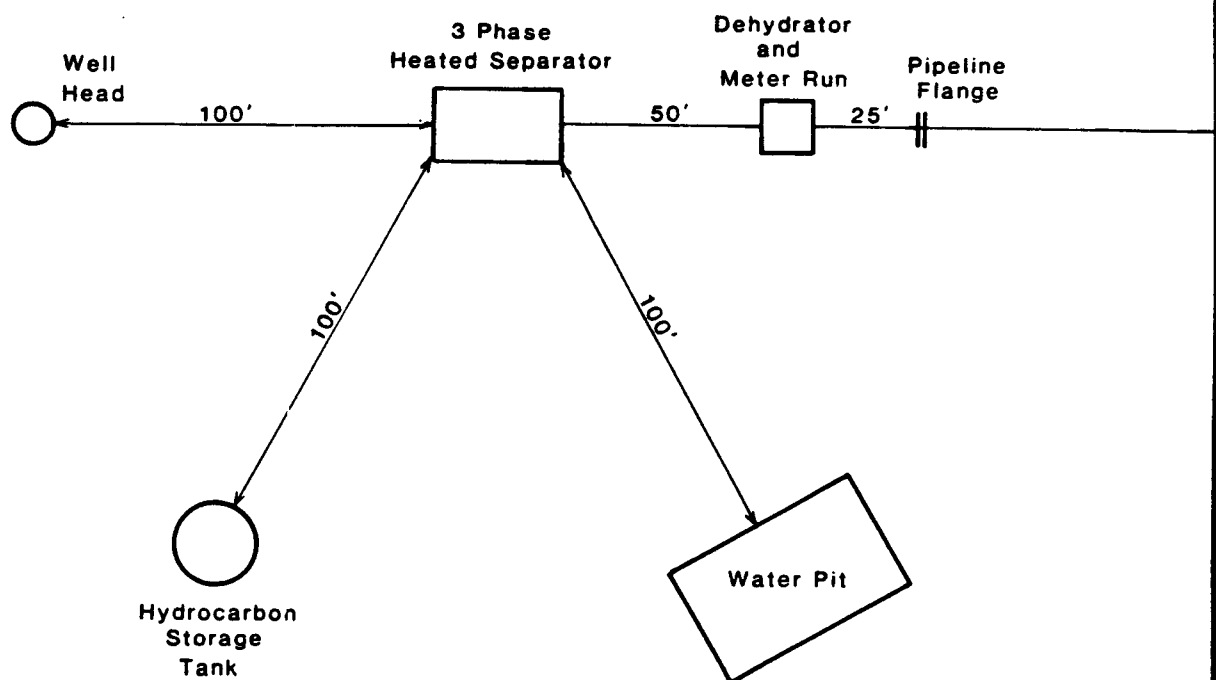 3 Phase
Heated Separator
Dehydrator
and
Meter Run
Well
Head
Pipeline
Flange
100'
50'
25'
100'
100'
Water Pit
Hydrocarbon
Storage
Tank